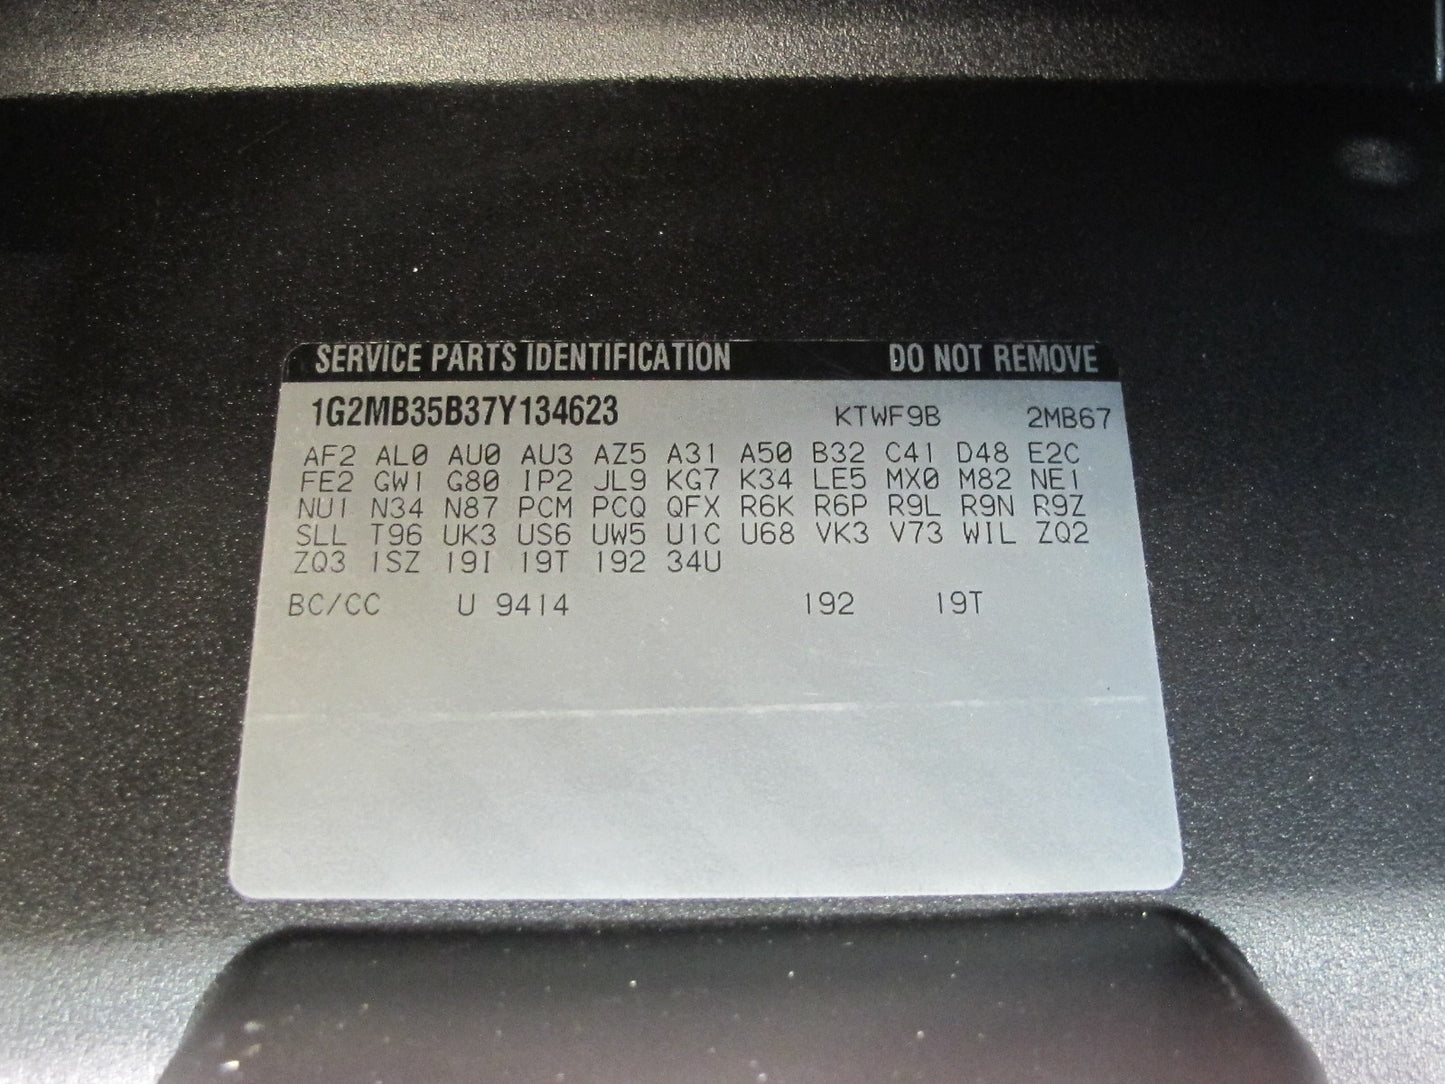 SERVICE PARTS IDENTIFICATION DO NOT REMOVE
1G2MB35B37Y134623 KTWF9B 2MB67
AF2 AL0 AU0 AU3 AZ5 A31 A50 B32 C41 D48 E2C
FE2 GW1 G80 IP2 JL9 KG7 K34 LE5 MX0 M82 NE1
NU1 N34 N87 PCM PCQ QFX R6K R6P R9L R9N R9Z
SLL T96 UK3 US6 UW5 U1C U68 VK3 V73 WIL ZQ2
ZQ3 1SZ 19I 19T 192 34U
BC/CC U 9414 192 19T